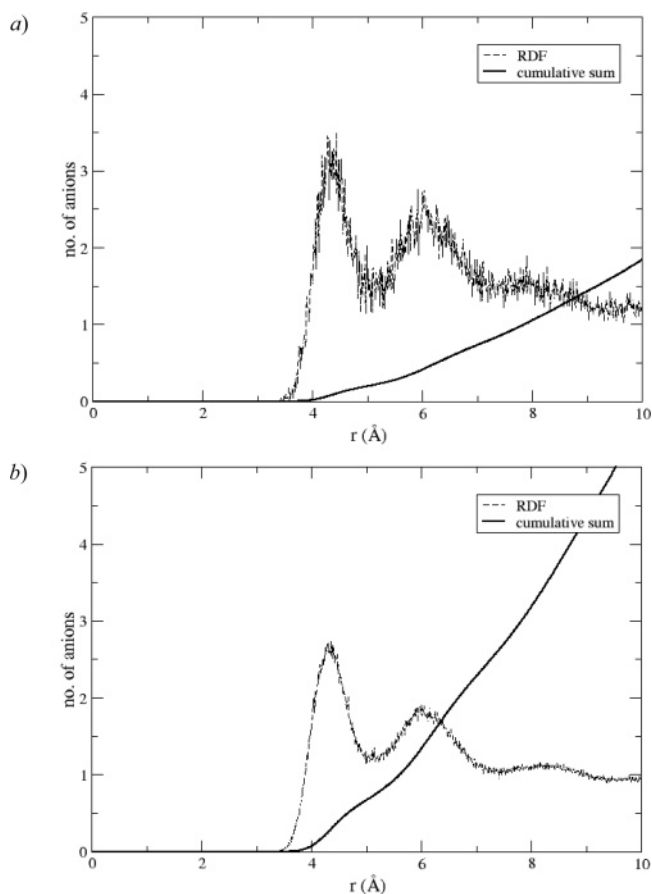 a)
5
4
3
2
1
0
no. of anions
RDF
cumulative sum
0 2 4 6 8 10
r (Å)
b)
5
4
3
2
1
0
no. of anions
RDF
cumulative sum
0 2 4 6 8 10
r (Å)